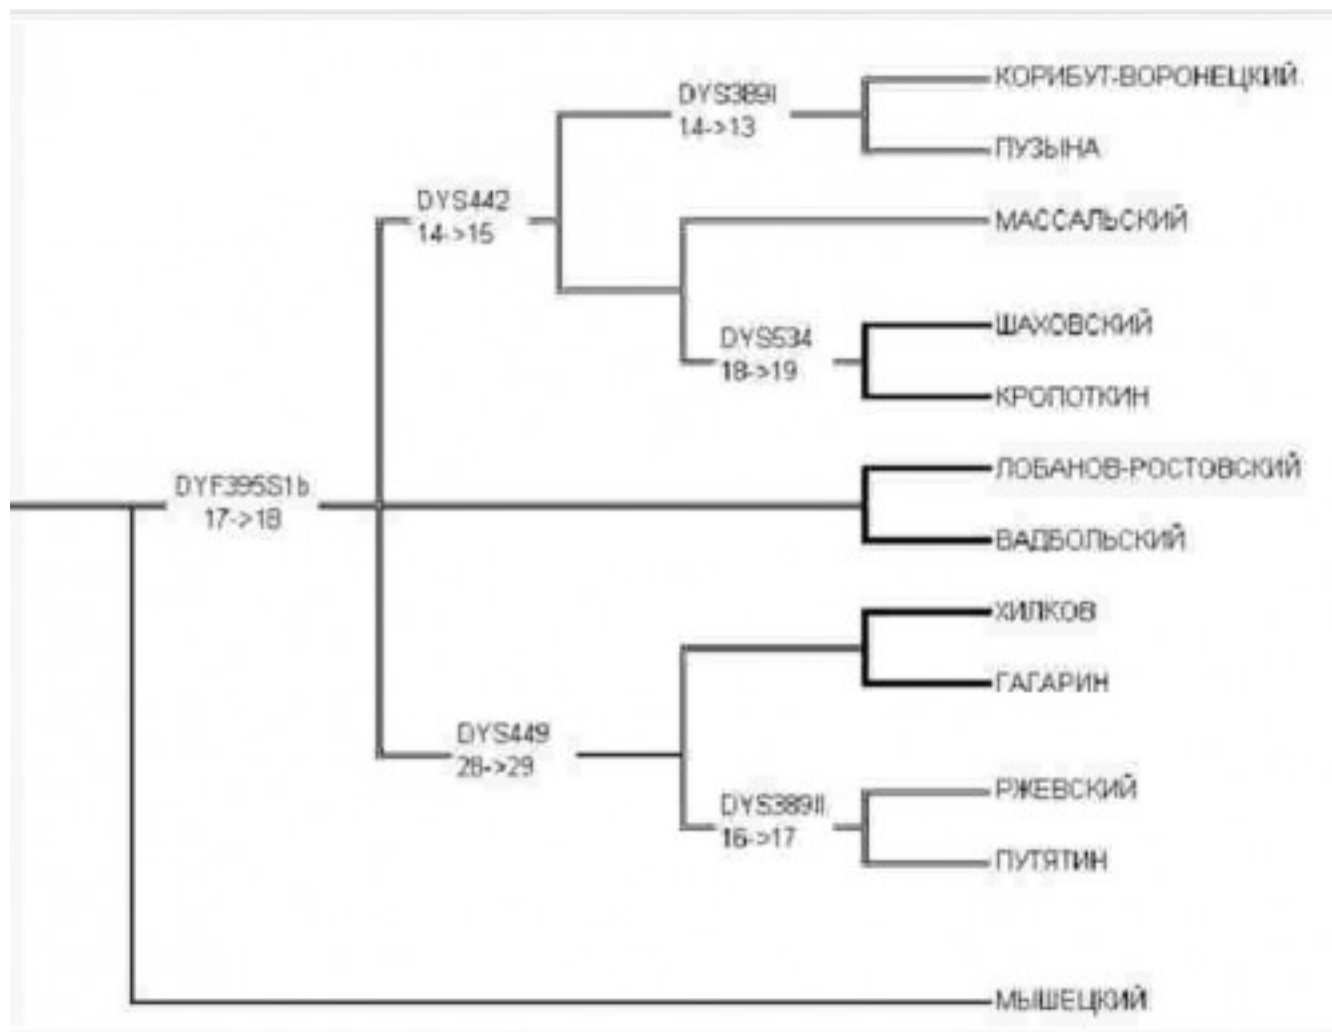 КОРИБУТ-ВОРОНЕЦКИЙ
DYS389I
14->13
ПУЗЫНА
DYS442
14->15
МАССАЛЬСКИЙ
ШАХОВСКИЙ
DYS534
18->19
КРОПОТКИН
ЛОБАНОВ-РОСТОВСКИЙ
DYF395S1b
17->18
ВАДБОЛЬСКИЙ
ХИЛКОВ
ГАГАРИН
DYS449
28->29
РЖЕВСКИЙ
DYS389II
16->17
ПУТЯТИН
МЫШЕЦКИЙ